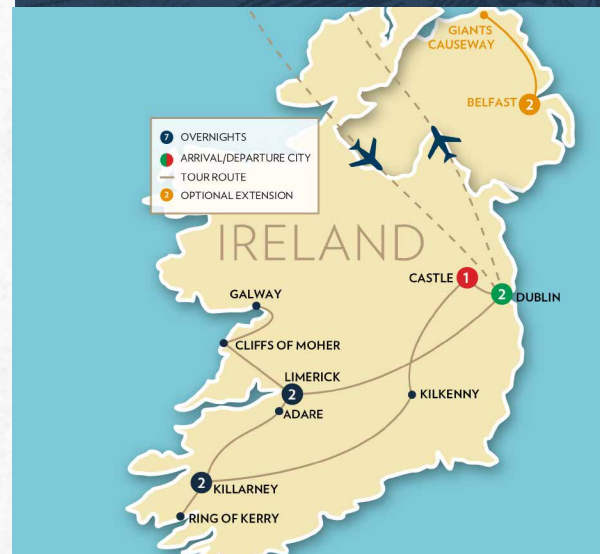 GIANTS
CAUSEWAY
BELFAST 2
7 OVERNIGHTS
ARRIVAL/DEPARTURE CITY
TOUR ROUTE
2 OPTIONAL EXTENSION
IRELAND
CASTLE 1
2 DUBLIN
GALWAY
CLIFFS OF MOHER
LIMERICK
2
ADARE
KILKENNY
2 KILLARNEY
RING OF KERRY